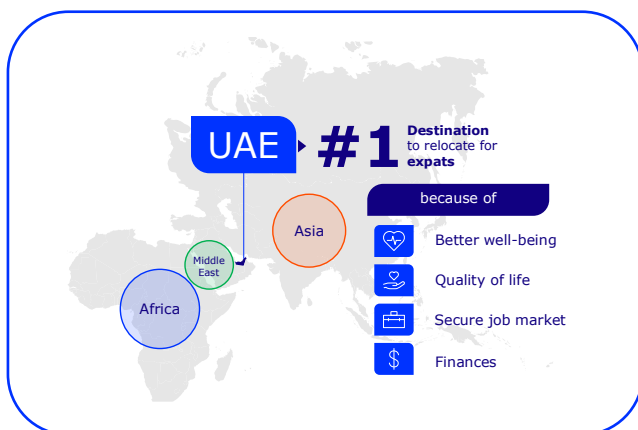 UAE
#1
Destination
to relocate for
expats
because of
Asia
Middle
East
Africa
Better well-being
Quality of life
Secure job market
Finances